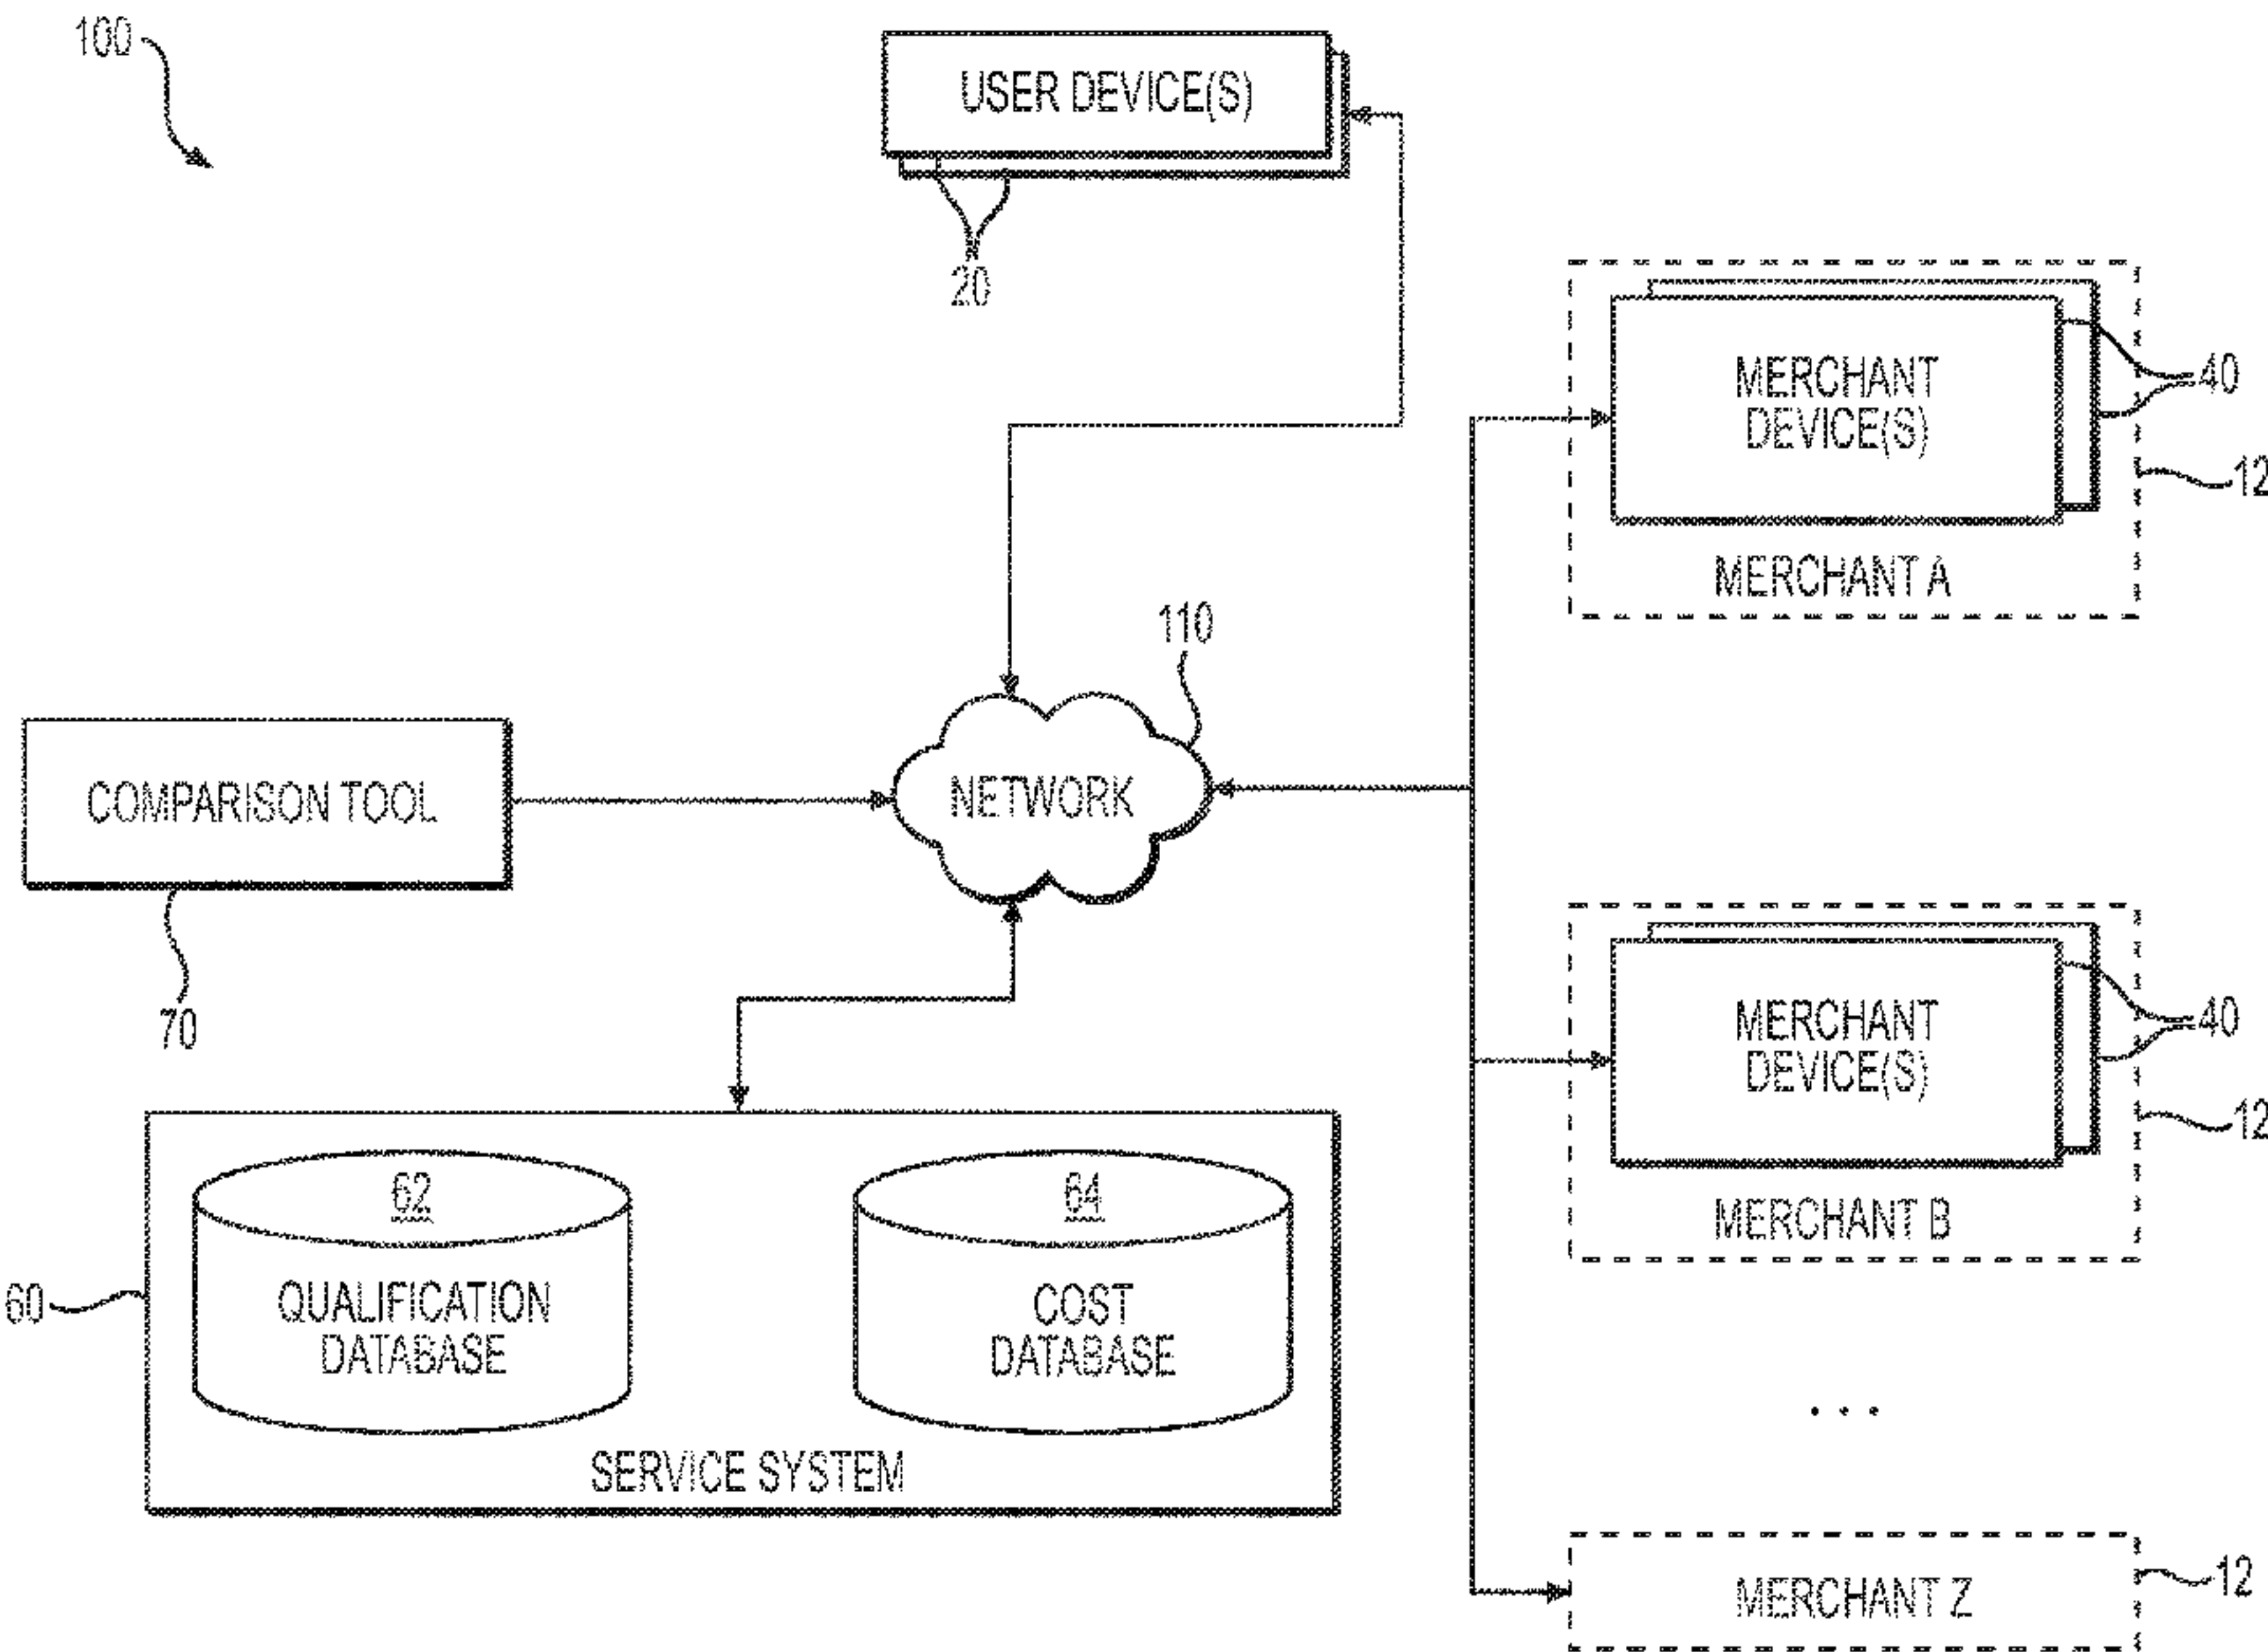 100
USER DEVICE(S)
20
MERCHANT
DEVICE(S)
40
12
MERCHANT A
110
NETWORK
COMPARISON TOOL
70
MERCHANT
DEVICE(S)
40
12
MERCHANT B
62
QUALIFICATION
DATABASE
64
COST
DATABASE
60
SERVICE SYSTEM
. . .
MERCHANT Z
12